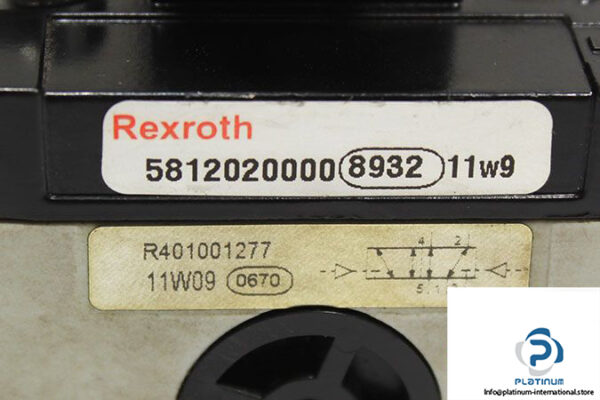 Rexroth
5812020000 8932 11w9
R401001277
11W09 0670
4 2
5 1 3
PLATINUM
Info@platinum-international.store